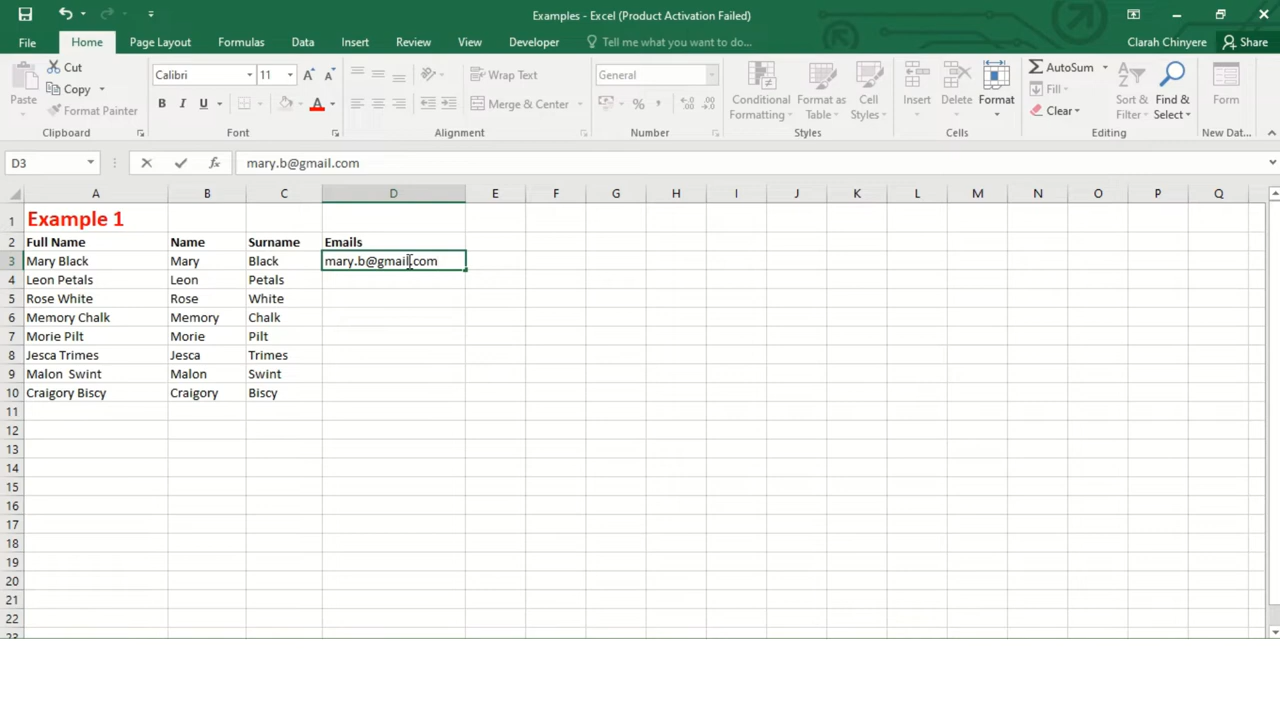 Examples - Excel (Product Activation Failed)
File Home Page Layout Formulas Data Insert Review View Developer Tell me what you want to do... Clarah Chinyere Share
Paste Cut Copy Format Painter Clipboard
Calibri 11 A A B I U A Font
Wrap Text Merge & Center Alignment
General % , Number
Conditional Formatting Format as Table Cell Styles Styles
Insert Delete Format Cells
AutoSum Fill Clear Sort & Filter Find & Select Editing
Form New Dat...
D3 fx mary.b@gmail.com
A B C D E F G H I J K L M N O P Q
1 Example 1
2 Full Name Name Surname Emails
3 Mary Black Mary Black mary.b@gmail.com
4 Leon Petals Leon Petals
5 Rose White Rose White
6 Memory Chalk Memory Chalk
7 Morie Pilt Morie Pilt
8 Jesca Trimes Jesca Trimes
9 Malon  Swint Malon Swint
10 Craigory Biscy Craigory Biscy
11
12
13
14
15
16
17
18
19
20
21
22
23